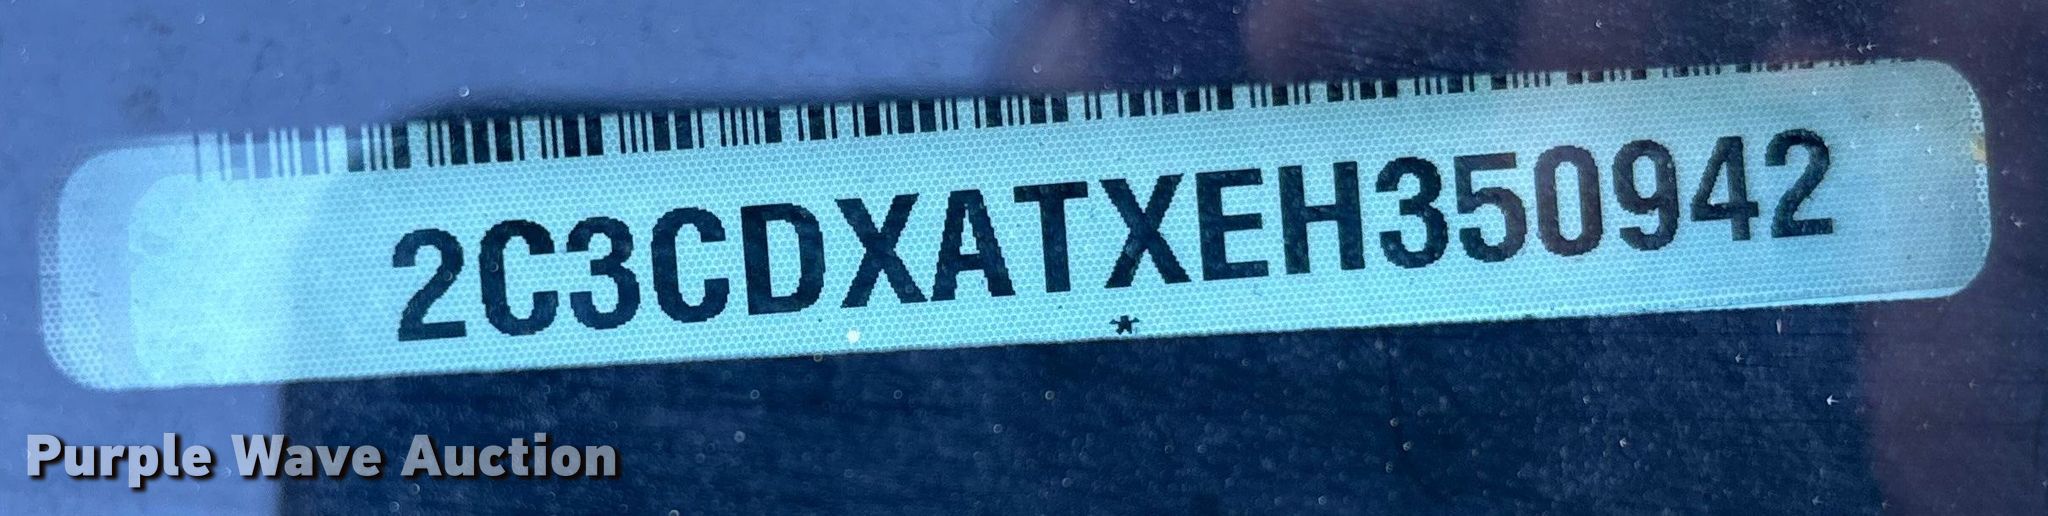 2C3CDXATXEH350942
Purple Wave Auction